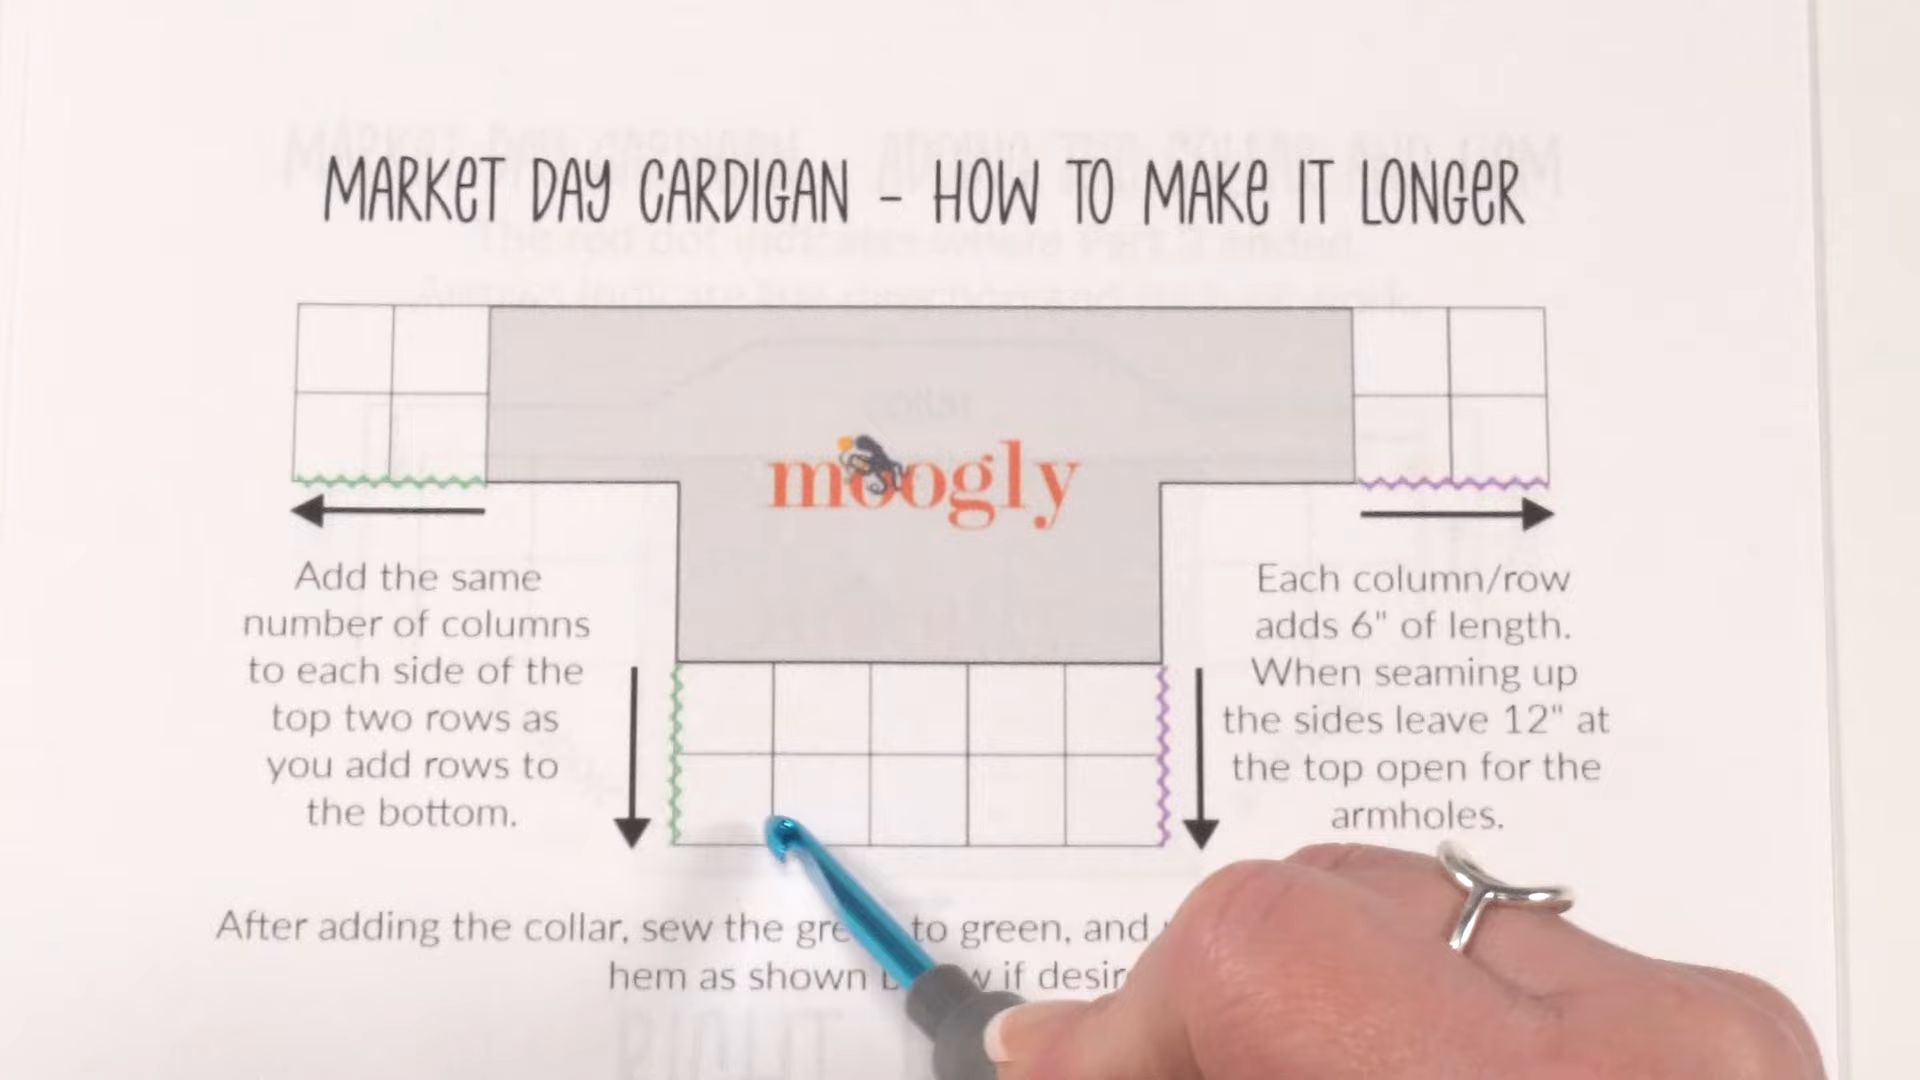 MARKET DAY CARDIGAN - HOW TO MAKE IT LONGER
moogly
Add the same
number of columns
to each side of the
top two rows as
you add rows to
the bottom.
Each column/row
adds 6" of length.
When seaming up
the sides leave 12" at
the top open for the
armholes.
After adding the collar, sew the to green, and
hem as shown if